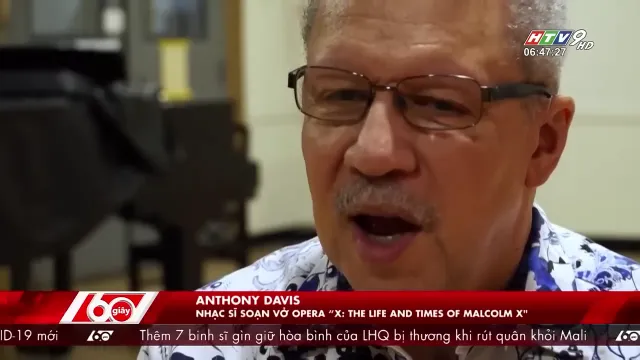 HTV9 HD
06:47:27
ANTHONY DAVIS
60 giây
NHẠC SĨ SOẠN VỞ OPERA “X: THE LIFE AND TIMES OF MALCOLM X"
ID-19 mới 60 Thêm 7 binh sĩ gìn giữ hòa bình của LHQ bị thương khi rút quân khỏi Mali 60